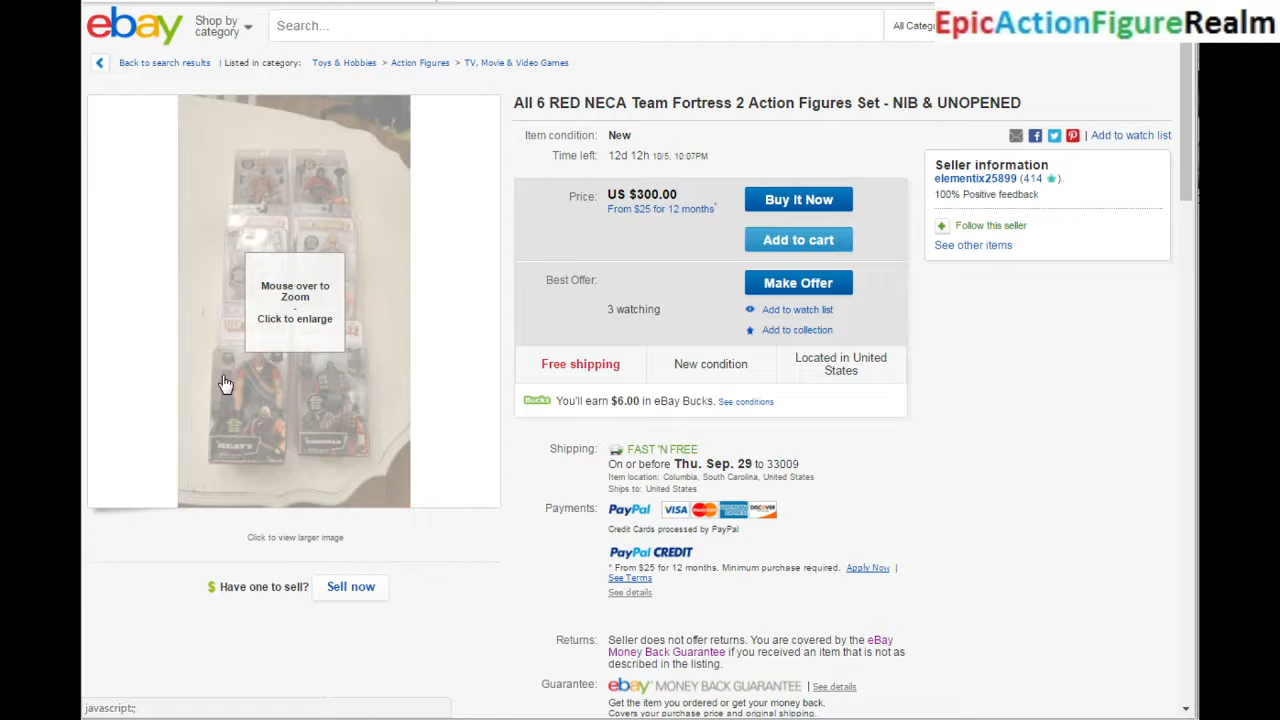 ebay
Shop by
category
Search...
All Categ
EpicActionFigureRealm
Back to search results | Listed in category: Toys & Hobbies > Action Figures > TV, Movie & Video Games
All 6 RED NECA Team Fortress 2 Action Figures Set - NIB & UNOPENED
Item condition: New
Time left: 12d 12h 10/5, 10:07PM
| Add to watch list
Price: US $300.00
From $25 for 12 months*
Buy It Now
Add to cart
Best Offer:
Make Offer
3 watching
Add to watch list
Add to collection
Free shipping
New condition
Located in United
States
Bucks You'll earn $6.00 in eBay Bucks. See conditions
Seller information
elementix25899 (414 )
100% Positive feedback
Follow this seller
See other items
Mouse over to
Zoom
-
Click to enlarge
HEAVY
Click to view larger image
$ Have one to sell? Sell now
Shipping: FAST 'N FREE
On or before Thu. Sep. 29 to 33009
Item location: Columbia, South Carolina, United States
Ships to: United States
Payments: PayPal VISA MasterCard AMERICAN EXPRESS DISCOVER
Credit Cards processed by PayPal
PayPal CREDIT
* From $25 for 12 months. Minimum purchase required. Apply Now |
See Terms
See details
Returns: Seller does not offer returns. You are covered by the eBay
Money Back Guarantee if you received an item that is not as
described in the listing.
Guarantee: ebay MONEY BACK GUARANTEE | See details
Get the item you ordered or get your money back.
Covers your purchase price and original shipping.
javascript:;